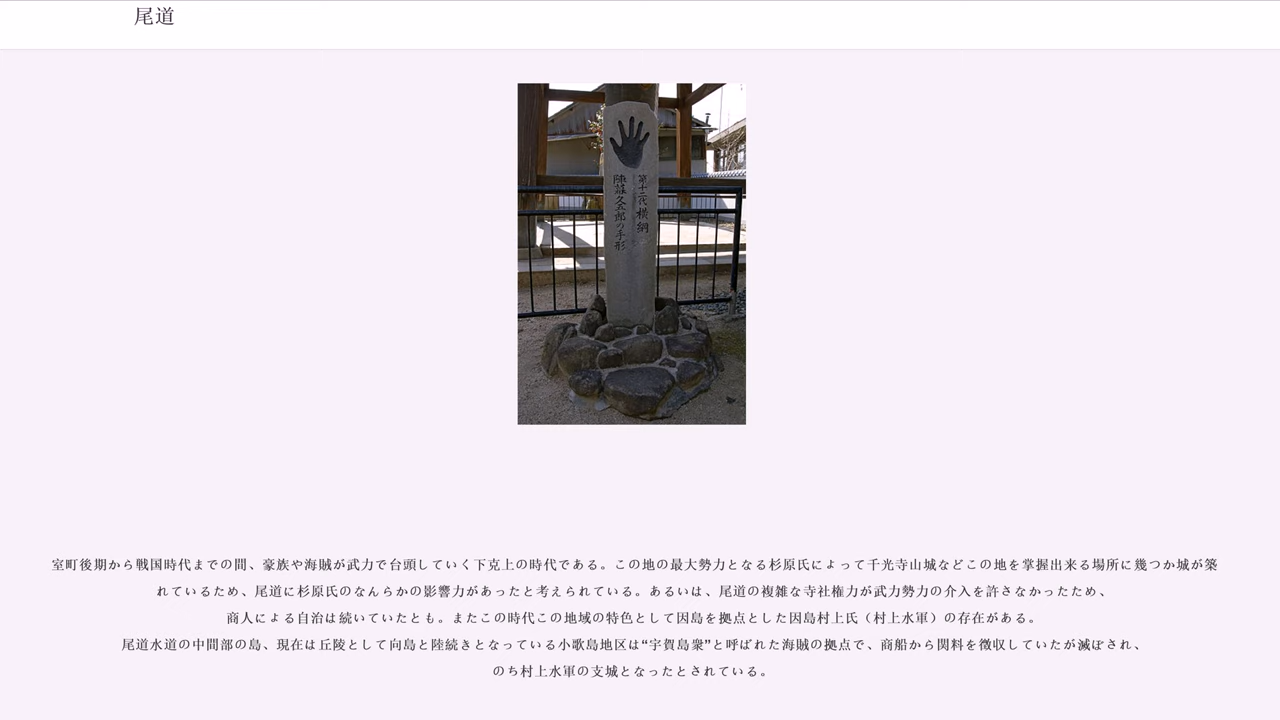 尾道
第十二代横綱
陣幕久五郎の手形
室町後期から戦国時代までの間、豪族や海賊が武力で台頭していく下克上の時代である。この地の最大勢力となる杉原氏によって千光寺山城などこの地を掌握出来る場所に幾つか城が築
れているため、尾道に杉原氏のなんらかの影響力があったと考えられている。あるいは、尾道の複雑な寺社権力が武力勢力の介入を許さなかったため、
商人による自治は続いていたとも。またこの時代この地域の特色として因島を拠点とした因島村上氏（村上水軍）の存在がある。
尾道水道の中間部の島、現在は丘陵として向島と陸続きとなっている小歌島地区は“宇賀島衆”と呼ばれた海賊の拠点で、商船から関料を徴収していたが滅ぼされ、
のち村上水軍の支城となったとされている。